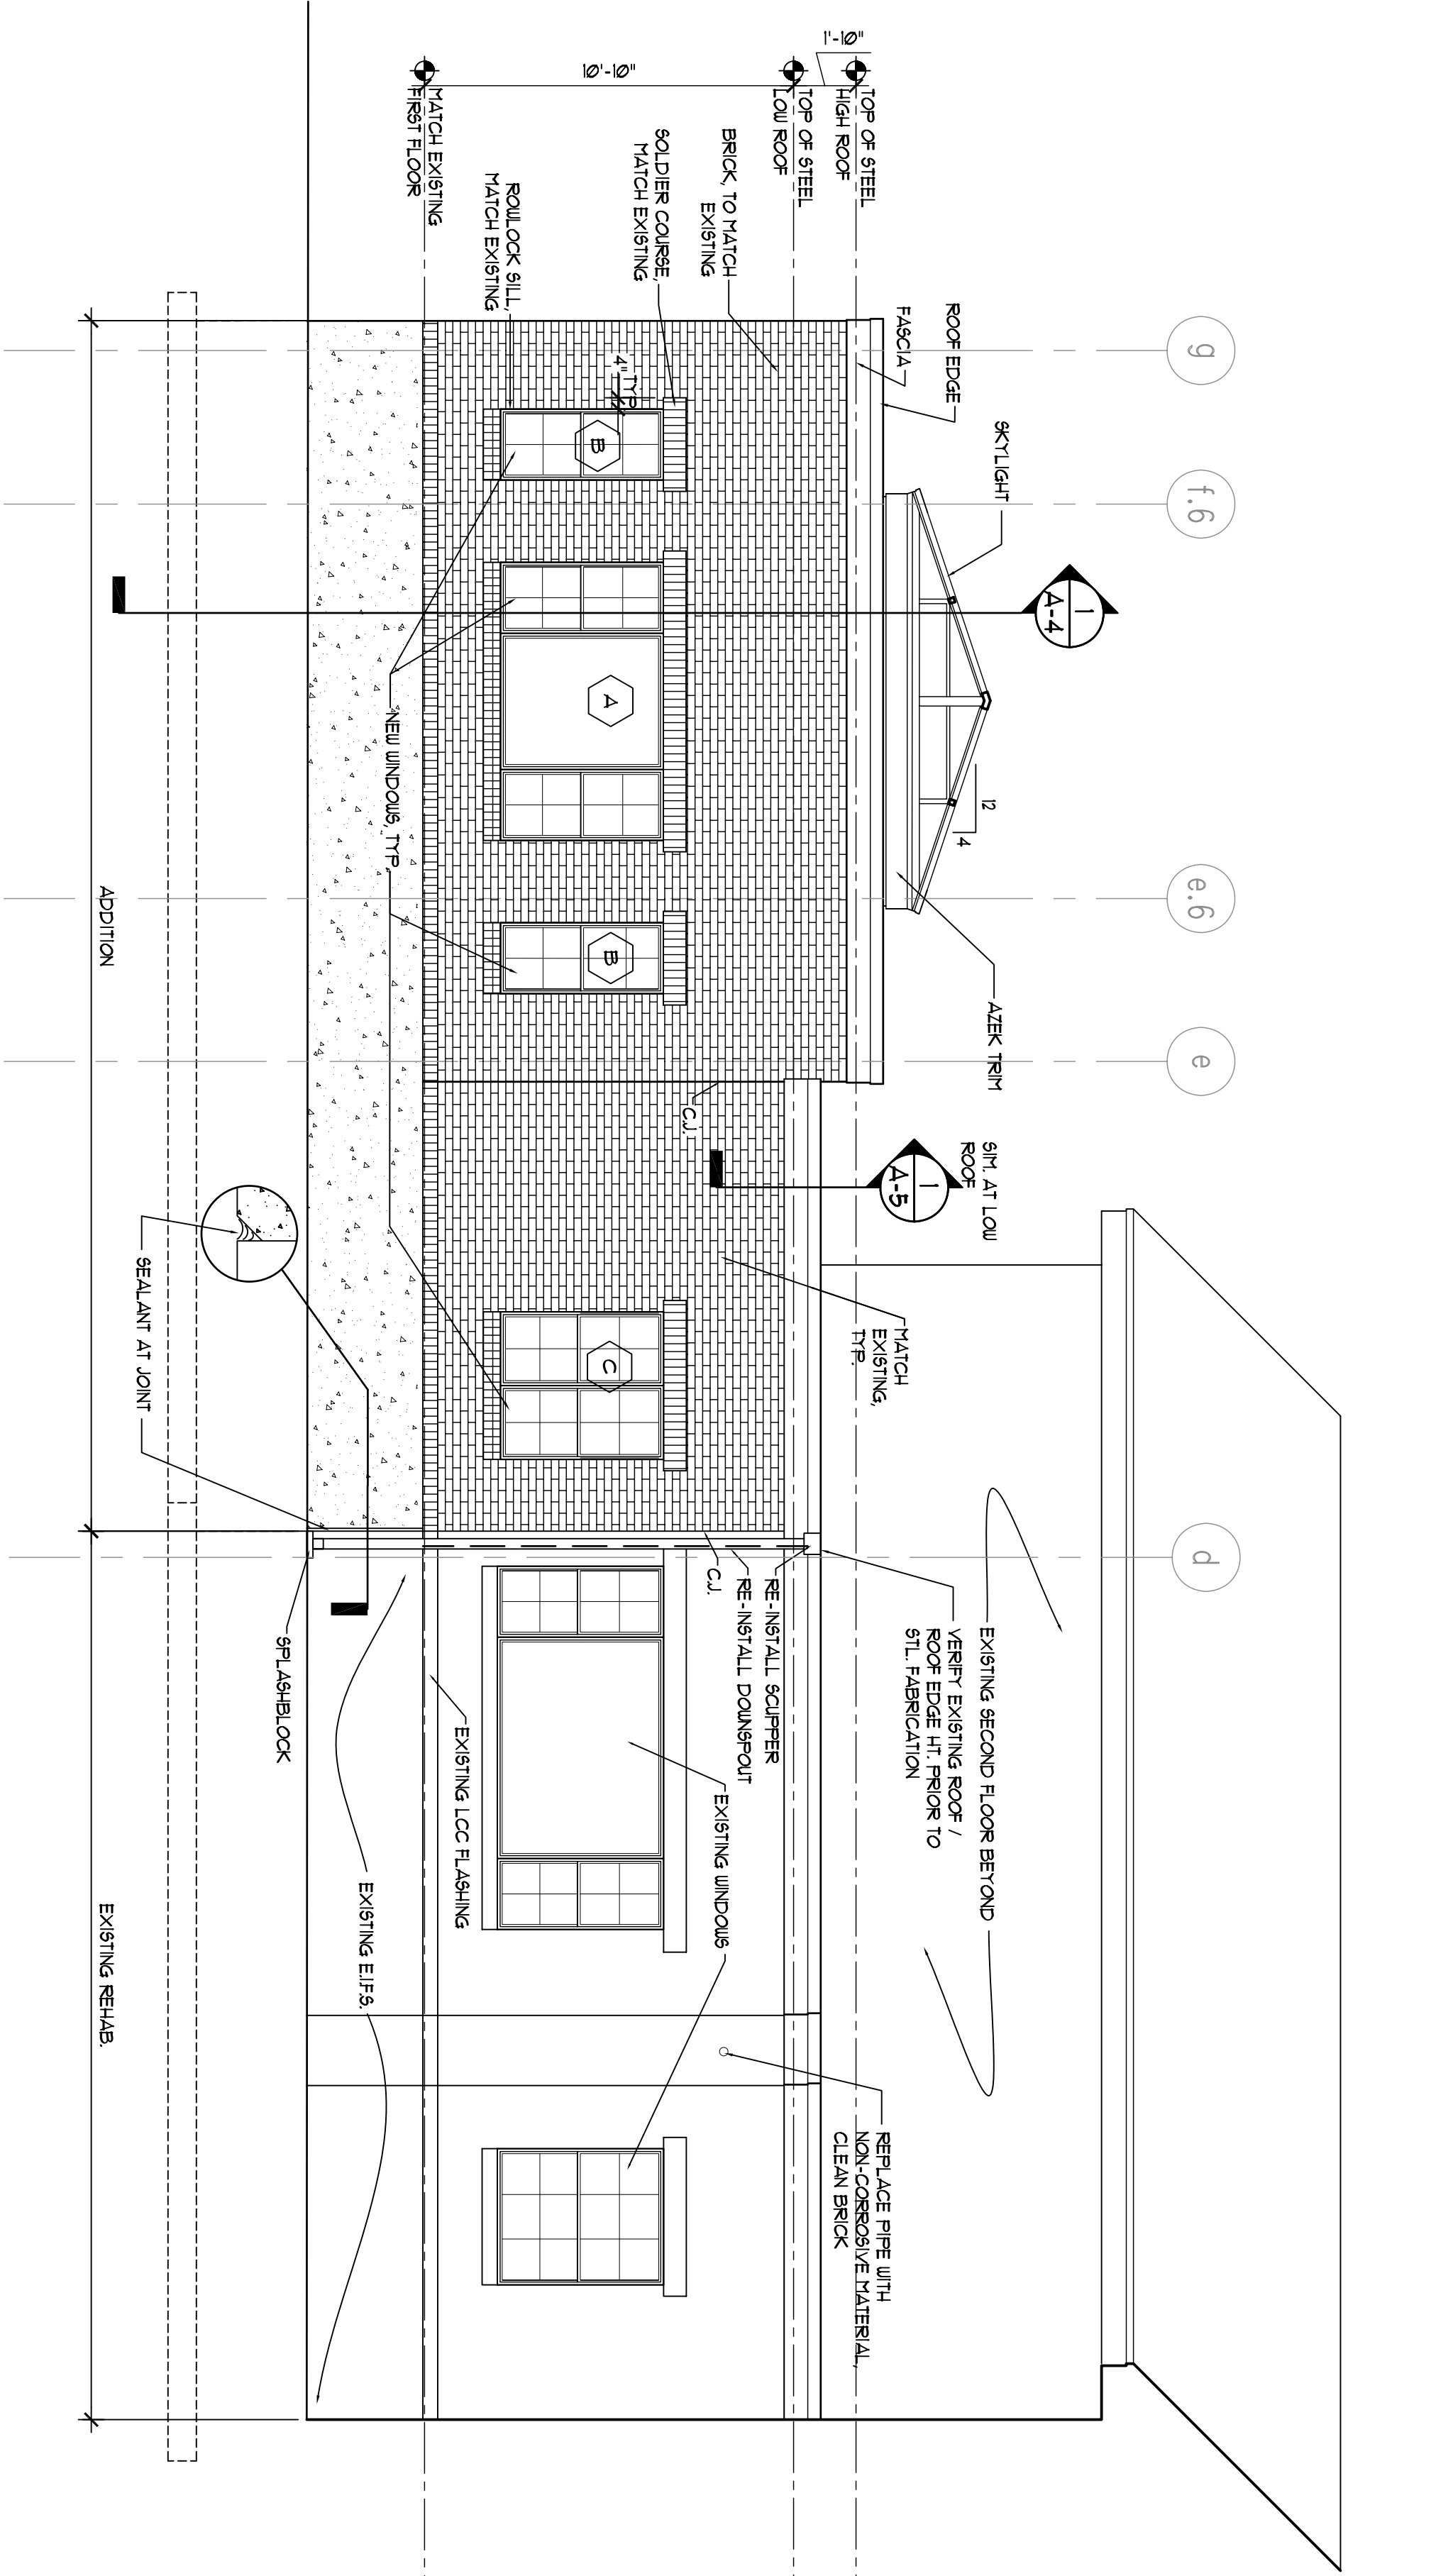 g
f.6
e.6
e
d
1
A-4
SKYLIGHT
ROOF EDGE
FASCIA
12
4
AZEK TRIM
SIM. AT LOW
ROOF
1
A-5
1'-10"
TOP OF STEEL
HIGH ROOF
TOP OF STEEL
LOW ROOF
10'-10"
BRICK, TO MATCH
EXISTING
SOLDIER COURSE,
MATCH EXISTING
ROWLOCK SILL,
MATCH EXISTING
MATCH EXISTING
FIRST FLOOR
4" TYP
B
A
B
C
C.J.
MATCH
EXISTING,
TYP.
NEW WINDOWS, TYP
EXISTING SECOND FLOOR BEYOND
VERIFY EXISTING ROOF /
ROOF EDGE HT. PRIOR TO
STL. FABRICATION
REPLACE PIPE WITH
NON-CORROSIVE MATERIAL,
CLEAN BRICK
RE-INSTALL SCUPPER
RE-INSTALL DOWNSPOUT
C.J.
EXISTING WINDOWS
EXISTING LCC FLASHING
EXISTING E.I.F.S.
SPLASHBLOCK
SEALANT AT JOINT
ADDITION
EXISTING REHAB.